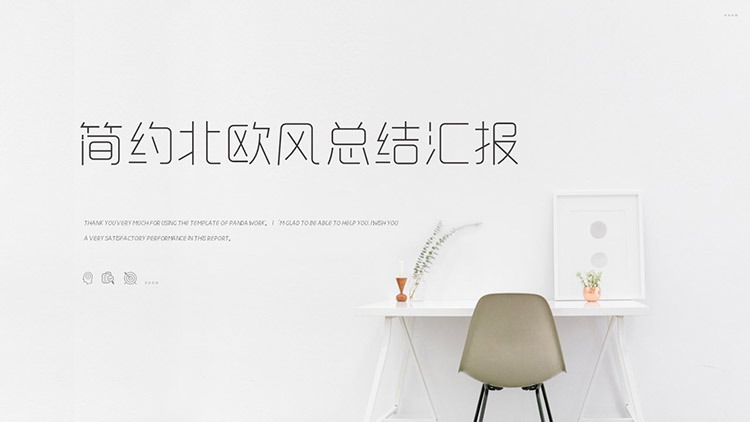 简约北欧风总结汇报
THANK YOU VERY MUCH FOR USING THE TEMPLATE OF PANDA WORK。 I 'M GLAD TO BE ABLE TO HELP YOU.IWISH YOU
A VERY SATISFACTORY PERFORMANCE IN THIS REPORT。